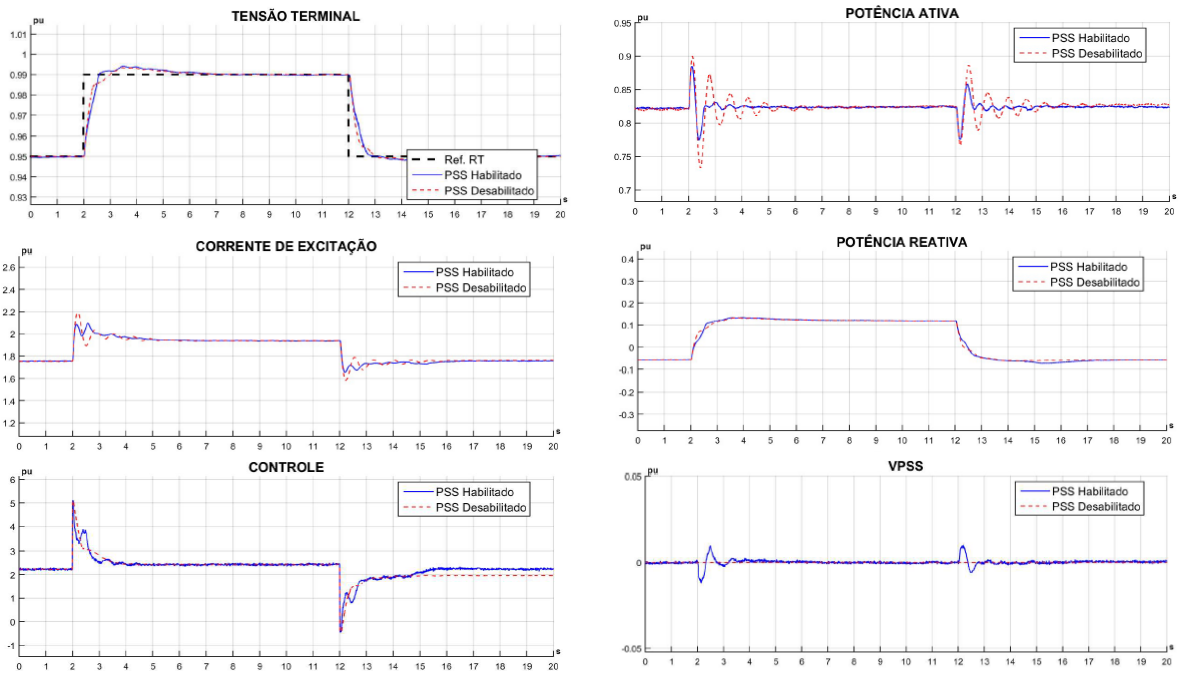 TENSÃO TERMINAL
pu
1.01
1
0.99
0.98
0.97
0.96
0.95
0.94
0.93
Ref. RT
PSS Habilitado
PSS Desabilitado
0 1 2 3 4 5 6 7 8 9 10 11 12 13 14 15 16 17 18 19 20 s
POTÊNCIA ATIVA
pu
0.95
0.9
0.85
0.8
0.75
0.7
PSS Habilitado
PSS Desabilitado
0 1 2 3 4 5 6 7 8 9 10 11 12 13 14 15 16 17 18 19 20 s
CORRENTE DE EXCITAÇÃO
pu
2.6
2.4
2.2
2
1.8
1.6
1.4
1.2
PSS Habilitado
PSS Desabilitado
0 1 2 3 4 5 6 7 8 9 10 11 12 13 14 15 16 17 18 19 20 s
POTÊNCIA REATIVA
pu
0.4
0.3
0.2
0.1
0
-0.1
-0.2
-0.3
PSS Habilitado
PSS Desabilitado
0 1 2 3 4 5 6 7 8 9 10 11 12 13 14 15 16 17 18 19 20 s
CONTROLE
pu
6
5
4
3
2
1
0
-1
PSS Habilitado
PSS Desabilitado
0 1 2 3 4 5 6 7 8 9 10 11 12 13 14 15 16 17 18 19 20 s
VPSS
pu
0.05
0
-0.05
PSS Habilitado
PSS Desabilitado
0 1 2 3 4 5 6 7 8 9 10 11 12 13 14 15 16 17 18 19 20 s